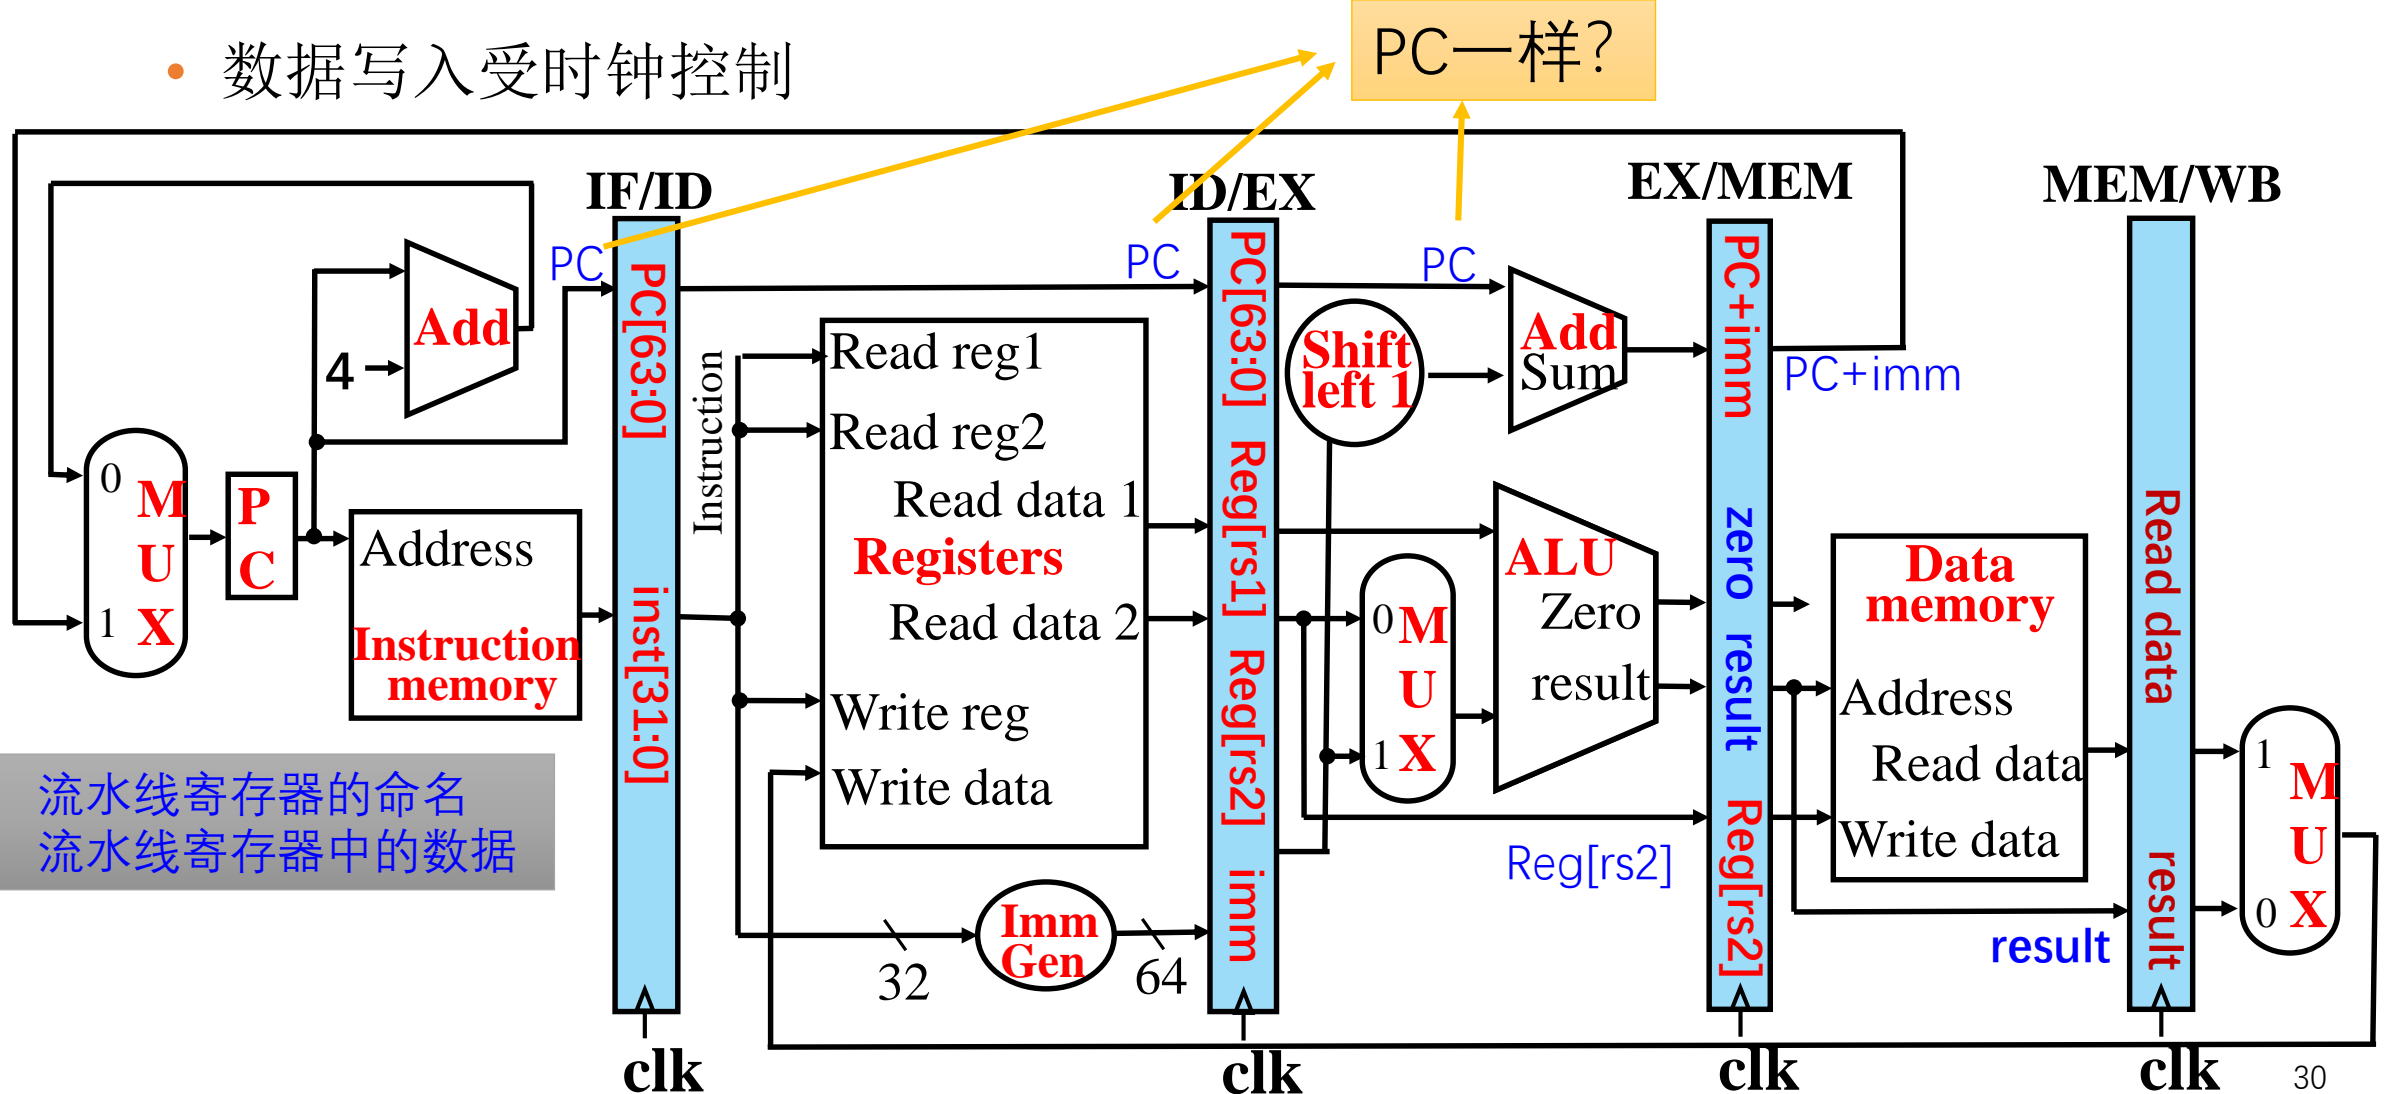 • 数据写入受时钟控制
PC一样?
IF/ID
ID/EX
EX/MEM
MEM/WB
PC
PC
PC
Add
4
0
M
U
X
1
P
C
Address
Instruction
memory
PC[63:0]
inst[31:0]
Instruction
Read reg1
Read reg2
Read data 1
Registers
Read data 2
Write reg
Write data
Imm
Gen
32
64
PC[63:0]
Reg[rs1]
Reg[rs2]
imm
Shift
left 1
Add
Sum
0
M
U
X
1
ALU
Zero
result
Reg[rs2]
PC+imm
zero
result
Reg[rs2]
PC+imm
Data
memory
Address
Read data
Write data
result
Read data
result
1
M
U
X
0
流水线寄存器的命名
流水线寄存器中的数据
clk
clk
clk
clk
30